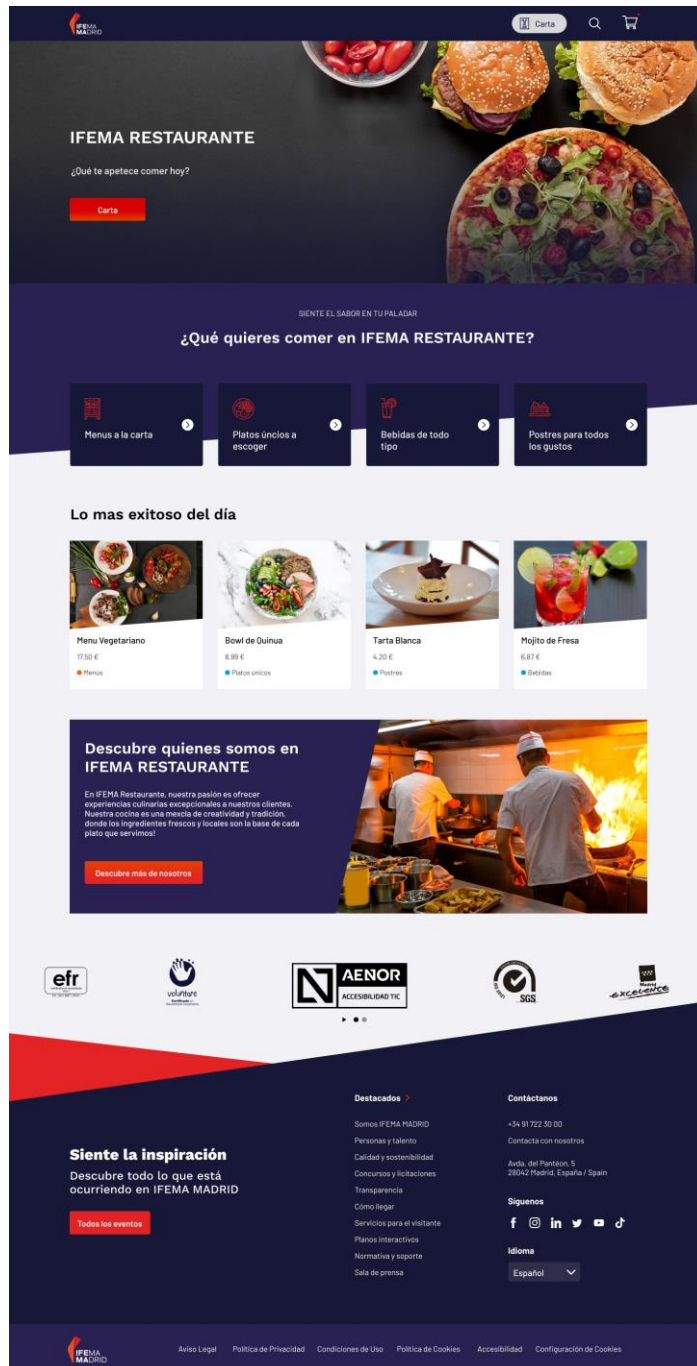 IFEMA
MADRID
Carta
IFEMA RESTAURANTE
¿Qué te apetece comer hoy?
Carta
SIENTE EL SABOR EN TU PALADAR
¿Qué quieres comer en IFEMA RESTAURANTE?
Menus a la carta
Platos úncios a
escoger
Bebidas de todo
tipo
Postres para todos
los gustos
Lo mas exitoso del día
Menu Vegetariano
17,50 €
Menús
Bowl de Quinua
8,99 €
Platos únicos
Tarta Blanca
4,20 €
Postres
Mojito de Fresa
6,87 €
Bebidas
Descubre quienes somos en
IFEMA RESTAURANTE
En IFEMA Restaurante, nuestra pasión es ofrecer
experiencias culinarias excepcionales a nuestros clientes.
Nuestra cocina es una mezcla de creatividad y tradición,
donde los ingredientes frescos y locales son la base de cada
plato que servimos!
Descubre más de nosotros
efr
voluntare
AENOR
ACCESIBILIDAD TIC
SGS
Madrid
excelente
Siente la inspiración
Descubre todo lo que está
ocurriendo en IFEMA MADRID
Todos los eventos
Destacados
Somos IFEMA MADRID
Personas y talento
Calidad y sostenibilidad
Concursos y licitaciones
Transparencia
Cómo llegar
Servicios para el visitante
Planos interactivos
Normativa y soporte
Sala de prensa
Contáctanos
+34 91 722 30 00
Contacta con nosotros
Avda. del Pantéon, 5
28042 Madrid, España / Spain
Síguenos
Idioma
Español
IFEMA
MADRID
Aviso Legal
Política de Privacidad
Condiciones de Uso
Política de Cookies
Accesibilidad
Configuración de Cookies